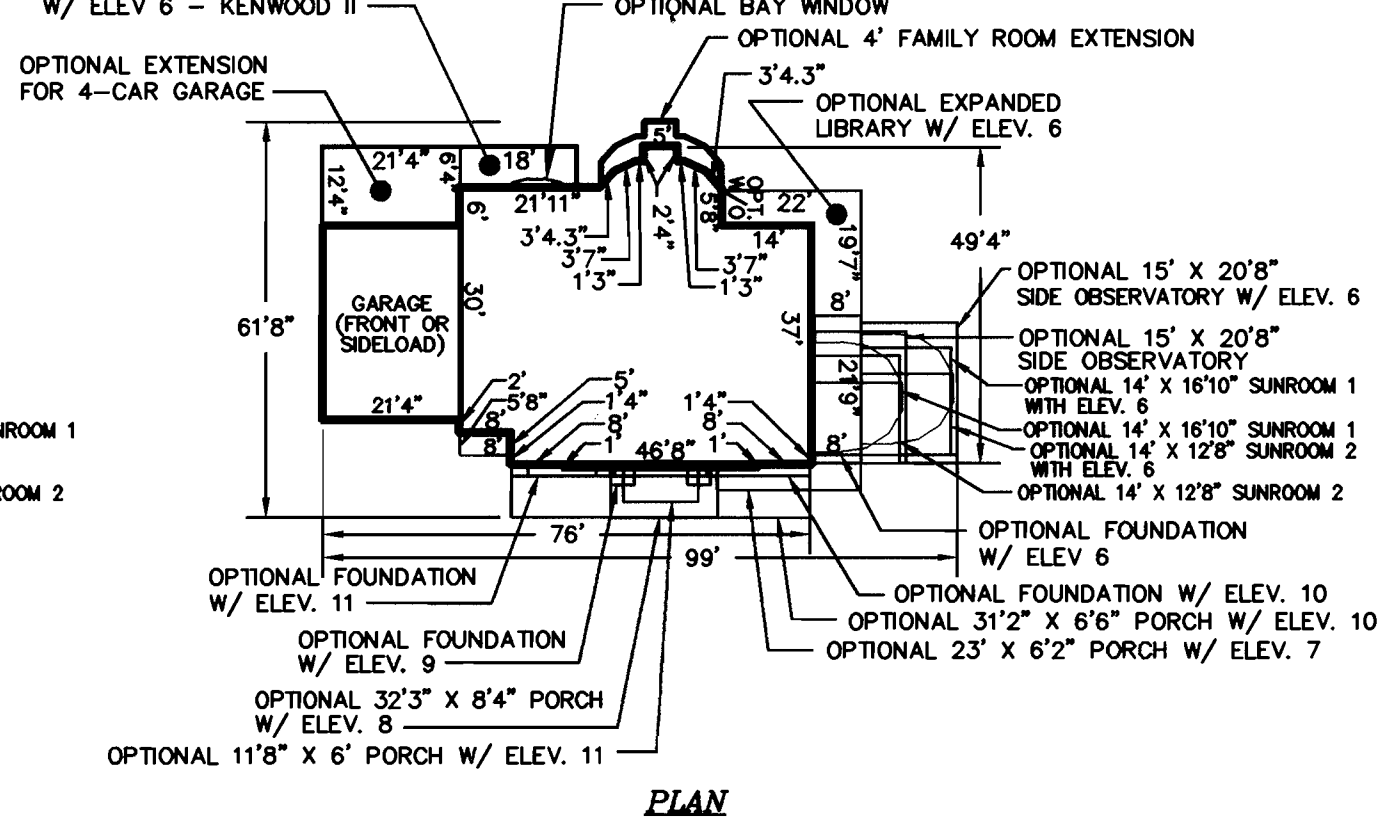 W/ ELEV 6 – KENWOOD II
OPTIONAL BAY WINDOW
OPTIONAL 4' FAMILY ROOM EXTENSION
OPTIONAL EXTENSION
FOR 4–CAR GARAGE
3'4.3"
OPTIONAL EXPANDED
LIBRARY W/ ELEV. 6
5'
21'4"
6'4"
18'
12'4"
21'11"
6'
OPT.
W/O
5'8"
22'
2'4"
14'
19'7"
3'4.3"
3'7"
1'3"
3'7"
1'3"
49'4"
8'
OPTIONAL 15' X 20'8"
SIDE OBSERVATORY W/ ELEV. 6
61'8"
GARAGE
(FRONT OR
SIDELOAD)
30'
37'
OPTIONAL 15' X 20'8"
SIDE OBSERVATORY
OPTIONAL 14' X 16'10" SUNROOM 1
WITH ELEV. 6
21'9"
21'4"
2'
5'8"
8'
8'
5'
1'4"
8'
1'
46'8"
1'4"
8'
1'
8'
NROOM 1
OPTIONAL 14' X 16'10" SUNROOM 1
OPTIONAL 14' X 12'8" SUNROOM 2
WITH ELEV. 6
ROOM 2
OPTIONAL 14' X 12'8" SUNROOM 2
76'
99'
OPTIONAL FOUNDATION
W/ ELEV 6
OPTIONAL FOUNDATION
W/ ELEV. 11
OPTIONAL FOUNDATION W/ ELEV. 10
OPTIONAL 31'2" X 6'6" PORCH W/ ELEV. 10
OPTIONAL 23' X 6'2" PORCH W/ ELEV. 7
OPTIONAL FOUNDATION
W/ ELEV. 9
OPTIONAL 32'3" X 8'4" PORCH
W/ ELEV. 8
OPTIONAL 11'8" X 6' PORCH W/ ELEV. 11
PLAN